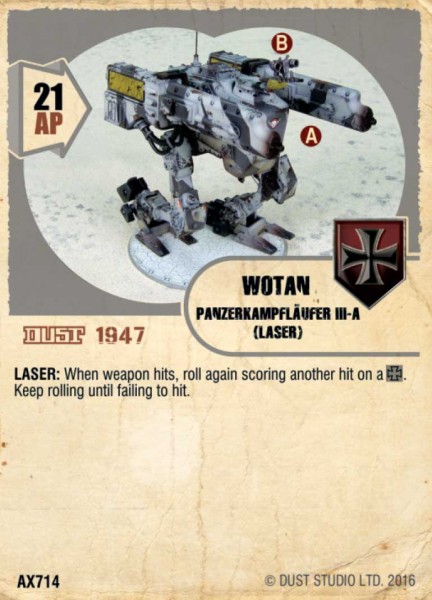 21
AP
B
A
WOTAN
PANZERKAMPFLÄUFER III-A
(LASER)
DUST 1947
LASER: When weapon hits, roll again scoring another hit on a .
Keep rolling until failing to hit.
AX714
© DUST STUDIO LTD. 2016